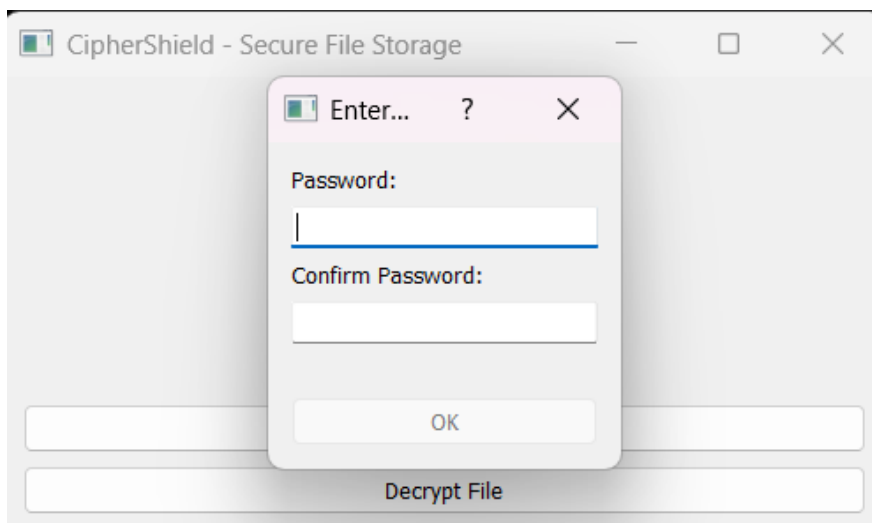 CipherShield - Secure File Storage
Enter... ?
Password:
Confirm Password:
OK
Decrypt File